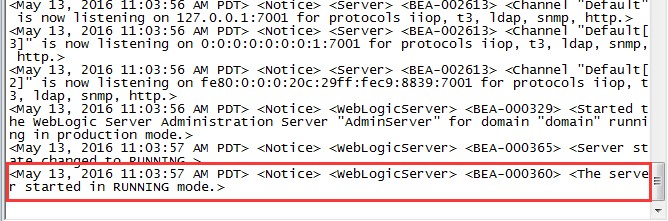 <May 13, 2016 11:03:56 AM PDT> <Notice> <Server> <BEA-002613> <Channel "Default"
 is now listening on 127.0.0.1:7001 for protocols iiop, t3, ldap, snmp, http.>
<May 13, 2016 11:03:56 AM PDT> <Notice> <Server> <BEA-002613> <Channel "Default[
3]" is now listening on 0:0:0:0:0:0:0:1:7001 for protocols iiop, t3, ldap, snmp,
 http.>
<May 13, 2016 11:03:56 AM PDT> <Notice> <Server> <BEA-002613> <Channel "Default[
2]" is now listening on fe80:0:0:0:20c:29ff:fec9:8839:7001 for protocols iiop, t
3, ldap, snmp, http.>
<May 13, 2016 11:03:56 AM PDT> <Notice> <WebLogicServer> <BEA-000329> <Started t
he WebLogic Server Administration Server "AdminServer" for domain "domain" runni
ng in production mode.>
<May 13, 2016 11:03:57 AM PDT> <Notice> <WebLogicServer> <BEA-000365> <Server st
ate changed to RUNNING.>
<May 13, 2016 11:03:57 AM PDT> <Notice> <WebLogicServer> <BEA-000360> <The serve
r started in RUNNING mode.>